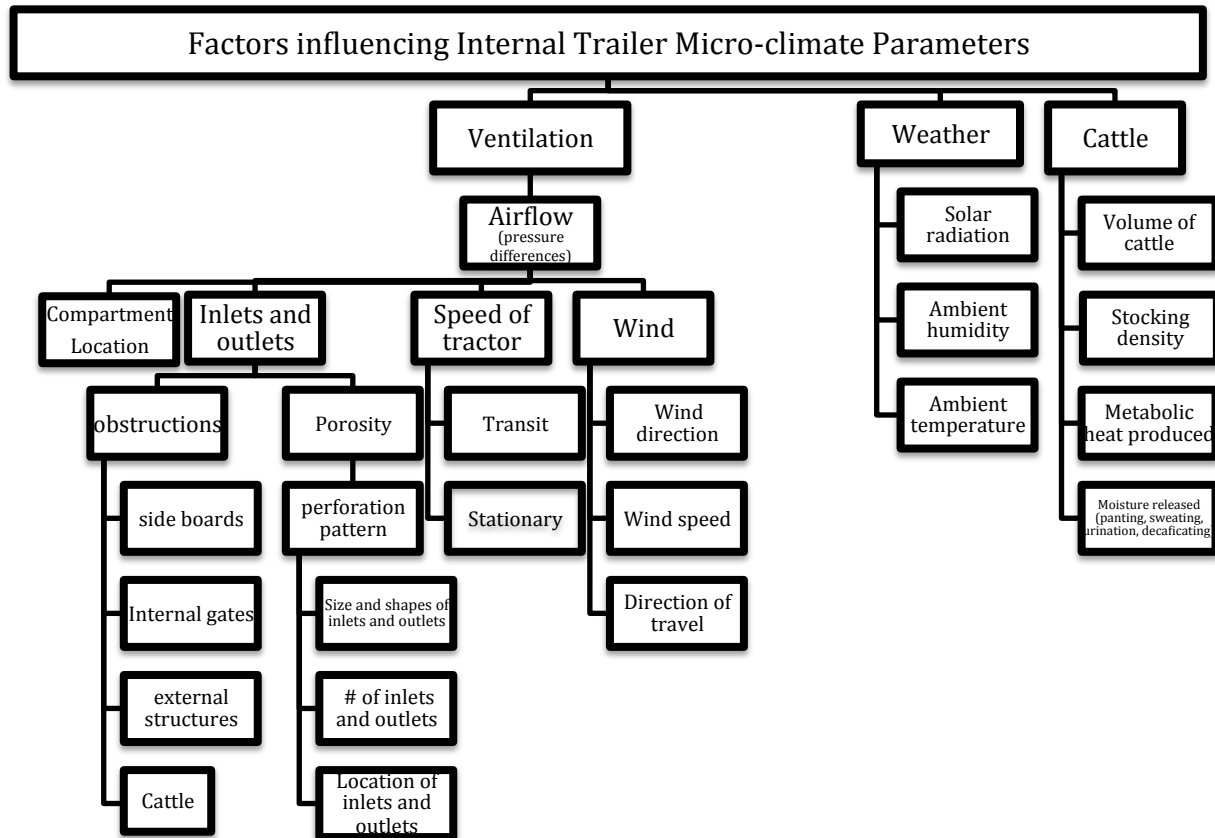 Factors influencing Internal Trailer Micro-climate Parameters
Ventilation
Weather
Cattle
Airflow
(pressure
differences)
Compartment
Location
Inlets and
outlets
Speed of
tractor
Wind
obstructions
side boards
Internal gates
external
structures
Cattle
Porosity
perforation
pattern
Size and shapes of
inlets and outlets
# of inlets
and outlets
Location of
inlets and
outlets
Transit
Stationary
Wind
direction
Wind speed
Direction of
travel
Solar
radiation
Ambient
humidity
Ambient
temperature
Volume of
cattle
Stocking
density
Metabolic
heat produced
Moisture released
(panting, sweating,
urination, decaficating)